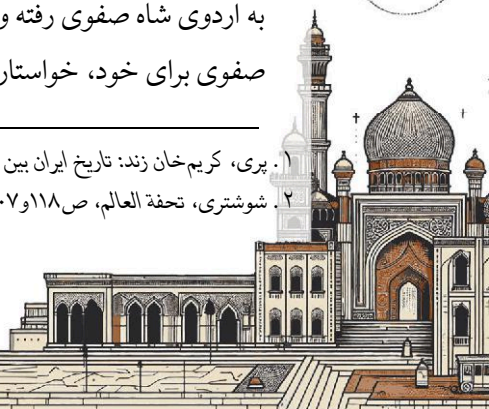 به اردوی شاه صفوی رفته و
صفوی برای خود، خواستار
۱. پری، کریم‌خان زند: تاریخ ایران بین
۲. شوشتری، تحفة العالم، ص۱۱۸و۰۷